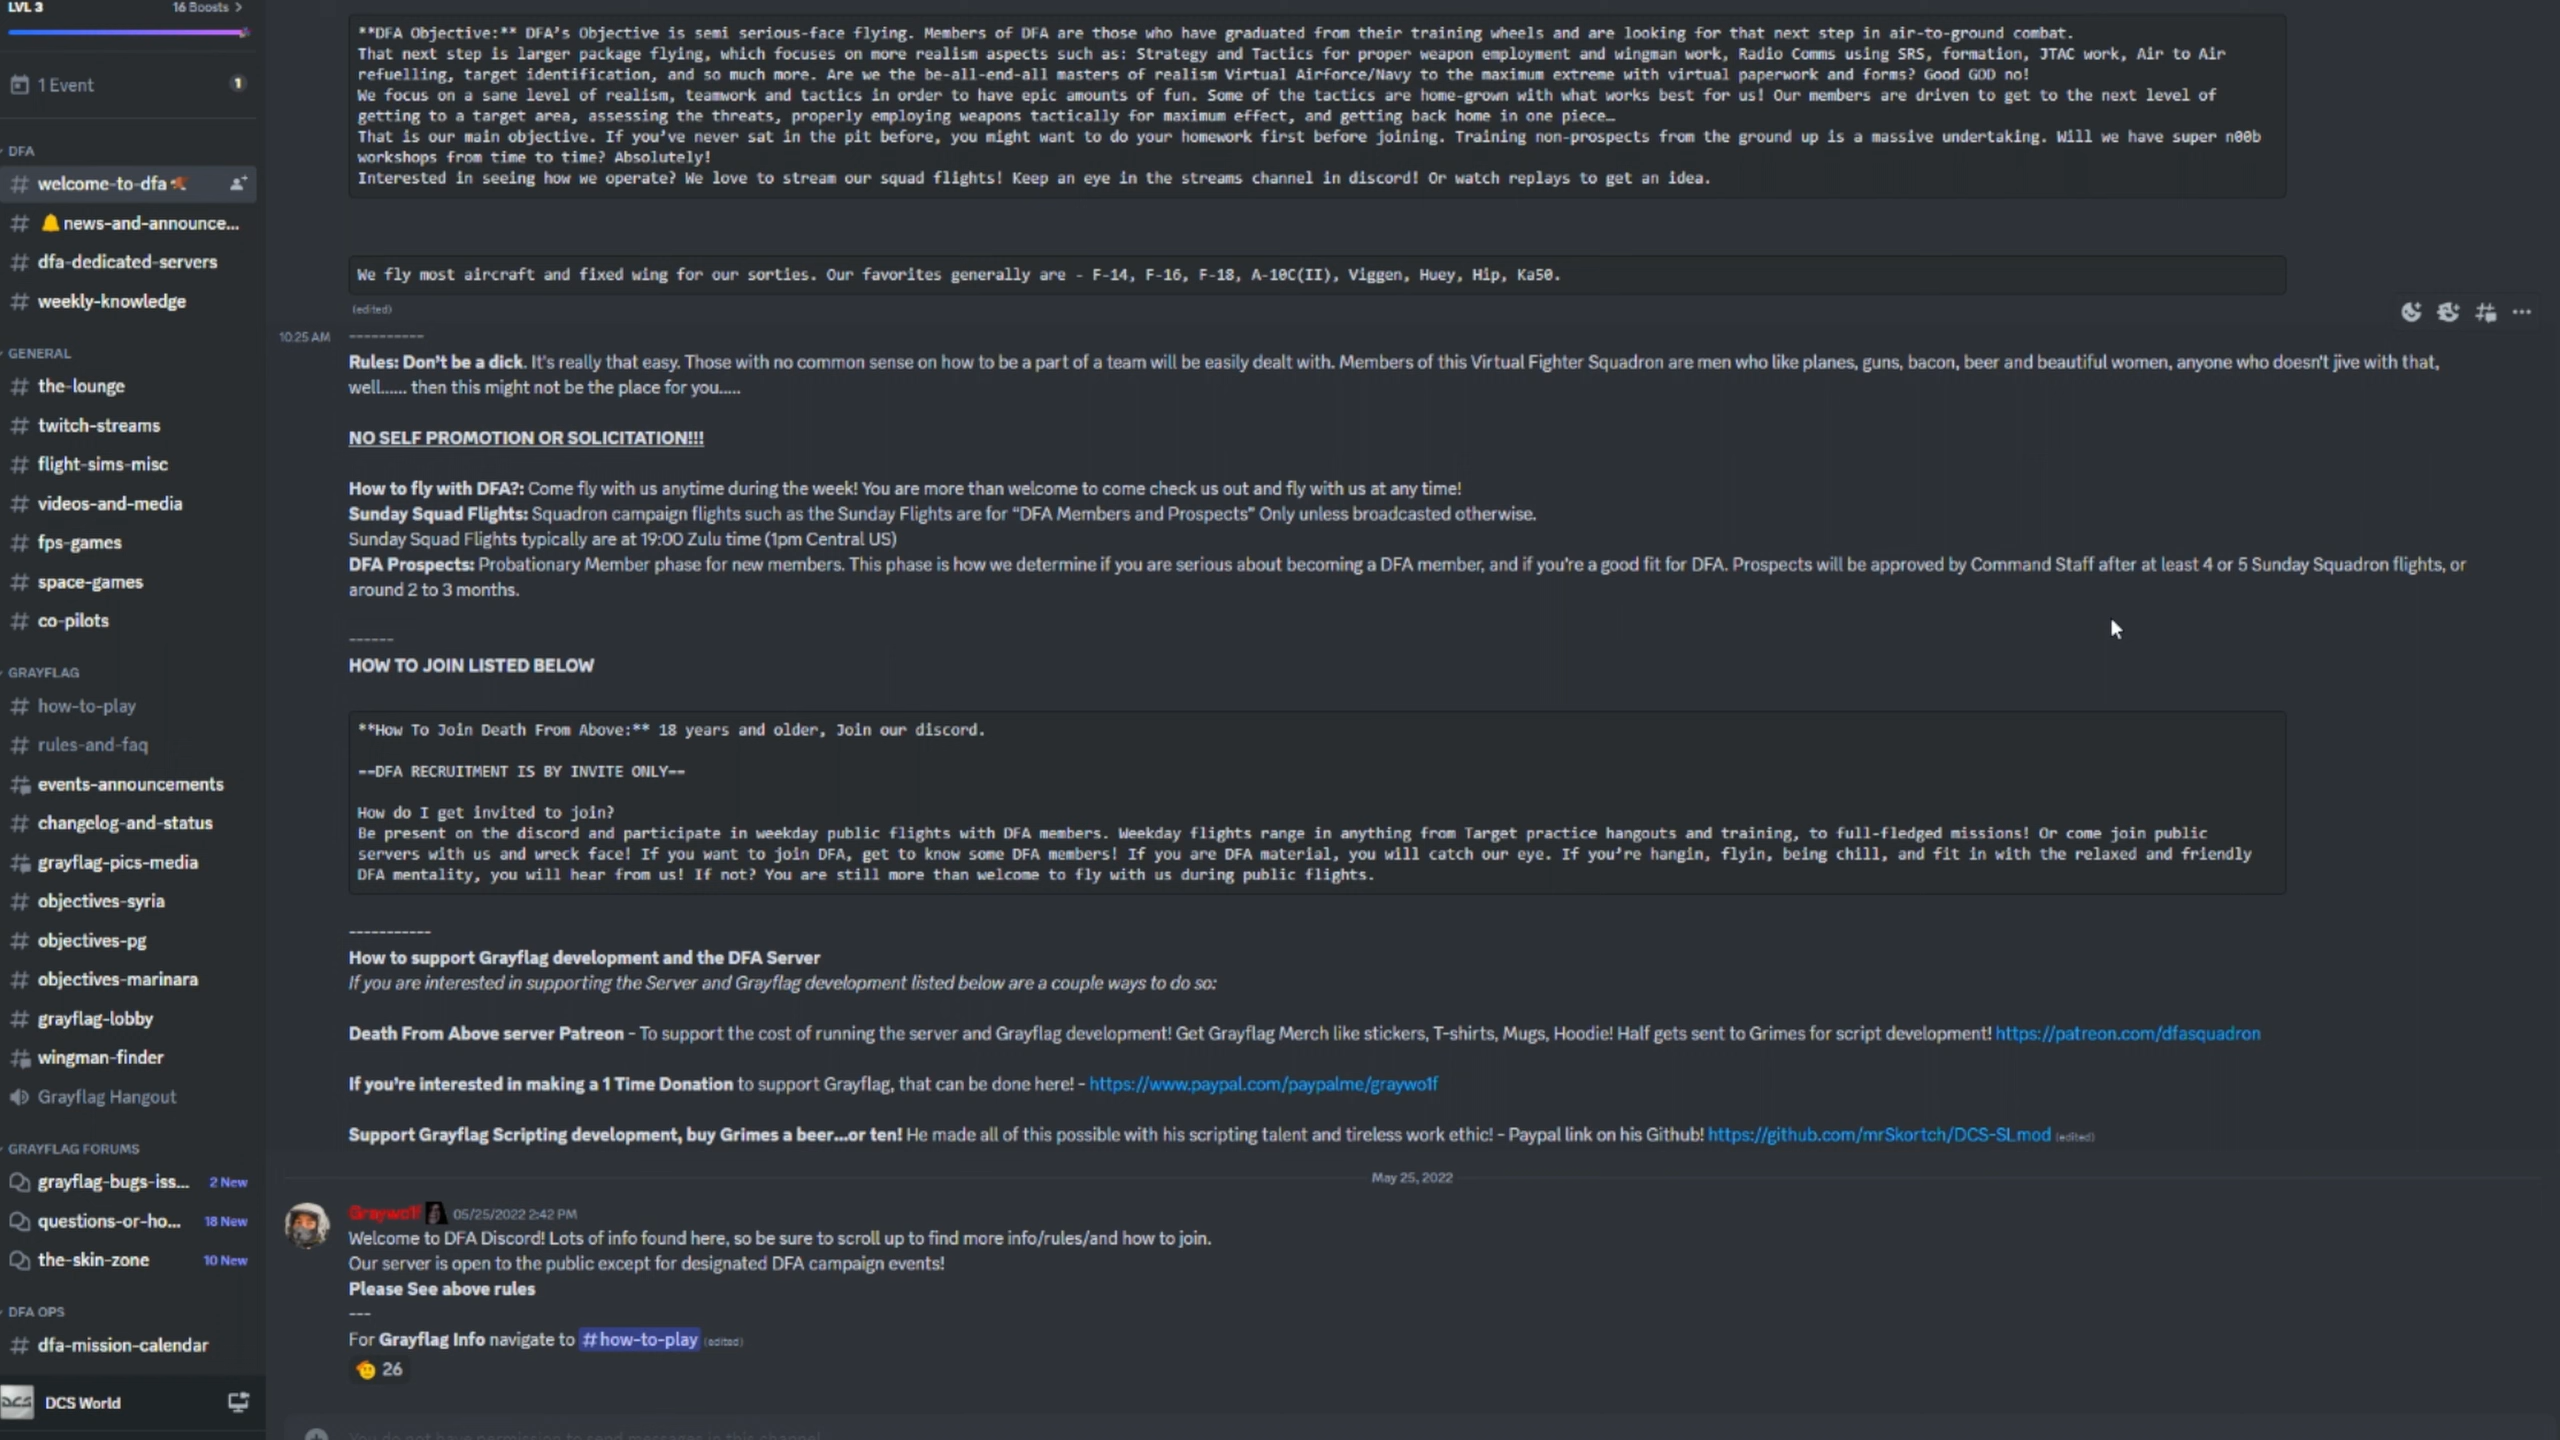 LVL 3
16 Boosts >
1 Event
1
DFA
welcome-to-dfa
news-and-announce...
dfa-dedicated-servers
weekly-knowledge
GENERAL
the-lounge
twitch-streams
flight-sims-misc
videos-and-media
fps-games
space-games
co-pilots
GRAYFLAG
how-to-play
rules-and-faq
events-announcements
changelog-and-status
grayflag-pics-media
objectives-syria
objectives-pg
objectives-marinara
grayflag-lobby
wingman-finder
Grayflag Hangout
GRAYFLAG FORUMS
grayflag-bugs-iss... 2 New
questions-or-ho... 18 New
the-skin-zone 10 New
DFA OPS
dfa-mission-calendar
DCS World
**DFA Objective:** DFA's Objective is semi serious-face flying. Members of DFA are those who have graduated from their training wheels and are looking for that next step in air-to-ground combat.
That next step is larger package flying, which focuses on more realism aspects such as: Strategy and Tactics for proper weapon employment and wingman work, Radio Comms using SRS, formation, JTAC work, Air to Air
refuelling, target identification, and so much more. Are we the be-all-end-all masters of realism Virtual Airforce/Navy to the maximum extreme with virtual paperwork and forms? Good GOD no!
We focus on a sane level of realism, teamwork and tactics in order to have epic amounts of fun. Some of the tactics are home-grown with what works best for us! Our members are driven to get to the next level of
getting to a target area, assessing the threats, properly employing weapons tactically for maximum effect, and getting back home in one piece…
That is our main objective. If you've never sat in the pit before, you might want to do your homework first before joining. Training non-prospects from the ground up is a massive undertaking. Will we have super n00b
workshops from time to time? Absolutely!
Interested in seeing how we operate? We love to stream our squad flights! Keep an eye in the streams channel in discord! Or watch replays to get an idea.
We fly most aircraft and fixed wing for our sorties. Our favorites generally are - F-14, F-16, F-18, A-10C(II), Viggen, Huey, Hip, Ka50.
(edited)
10:25 AM ----------
Rules: Don't be a dick. It's really that easy. Those with no common sense on how to be a part of a team will be easily dealt with. Members of this Virtual Fighter Squadron are men who like planes, guns, bacon, beer and beautiful women, anyone who doesn't jive with that,
well...... then this might not be the place for you.....
NO SELF PROMOTION OR SOLICITATION!!!
How to fly with DFA?: Come fly with us anytime during the week! You are more than welcome to come check us out and fly with us at any time!
Sunday Squad Flights: Squadron campaign flights such as the Sunday Flights are for "DFA Members and Prospects" Only unless broadcasted otherwise.
Sunday Squad Flights typically are at 19:00 Zulu time (1pm Central US)
DFA Prospects: Probationary Member phase for new members. This phase is how we determine if you are serious about becoming a DFA member, and if you're a good fit for DFA. Prospects will be approved by Command Staff after at least 4 or 5 Sunday Squadron flights, or
around 2 to 3 months.
------
HOW TO JOIN LISTED BELOW
**How To Join Death From Above:** 18 years and older, Join our discord.
--DFA RECRUITMENT IS BY INVITE ONLY--
How do I get invited to join?
Be present on the discord and participate in weekday public flights with DFA members. Weekday flights range in anything from Target practice hangouts and training, to full-fledged missions! Or come join public
servers with us and wreck face! If you want to join DFA, get to know some DFA members! If you are DFA material, you will catch our eye. If you're hangin, flyin, being chill, and fit in with the relaxed and friendly
DFA mentality, you will hear from us! If not? You are still more than welcome to fly with us during public flights.
-----------
How to support Grayflag development and the DFA Server
If you are interested in supporting the Server and Grayflag development listed below are a couple ways to do so:
Death From Above server Patreon - To support the cost of running the server and Grayflag development! Get Grayflag Merch like stickers, T-shirts, Mugs, Hoodie! Half gets sent to Grimes for script development! https://patreon.com/dfasquadron
If you're interested in making a 1 Time Donation to support Grayflag, that can be done here! - https://www.paypal.com/paypalme/graywo1f
Support Grayflag Scripting development, buy Grimes a beer...or ten! He made all of this possible with his scripting talent and tireless work ethic! - Paypal link on his Github! https://github.com/mrSkortch/DCS-SLmod (edited)
May 25, 2022
Graywo1f 05/25/2022 2:42 PM
Welcome to DFA Discord! Lots of info found here, so be sure to scroll up to find more info/rules/and how to join.
Our server is open to the public except for designated DFA campaign events!
Please See above rules
---
For Grayflag Info navigate to #how-to-play (edited)
26
You do not have permission to send messages in this channel.